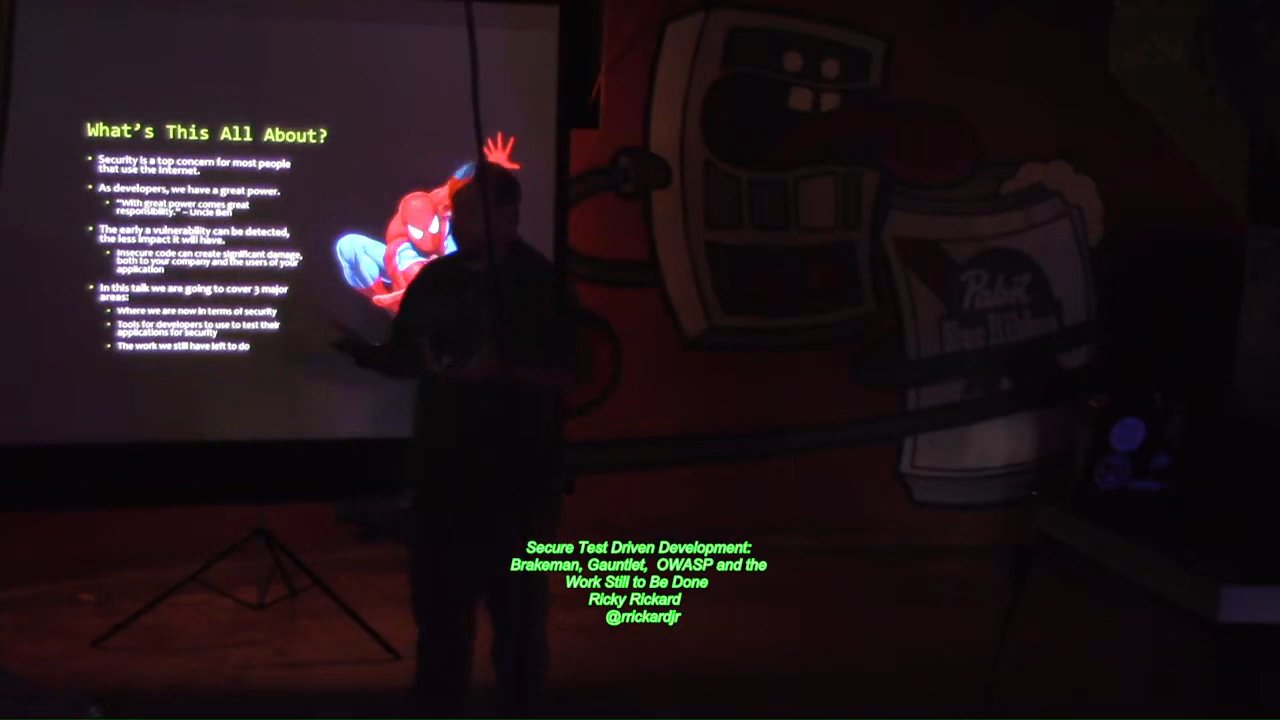 What's This All About?
Security is a top concern for most people
that use the Internet.
As developers, we have a great power.
"With great power comes great
responsibility." – Uncle Ben
The early a vulnerability can be detected,
the less impact it will have.
Insecure code can create significant damage,
both to your company and the users of your
application
In this talk we are going to cover 3 major
areas:
Where we are now in terms of security
Tools for developers to use to test their
applications for security
The work we still have left to do
Pabst
Blue Ribbon
Secure Test Driven Development:
Brakeman, Gauntlet, OWASP and the
Work Still to Be Done
Ricky Rickard
@rrickardjr